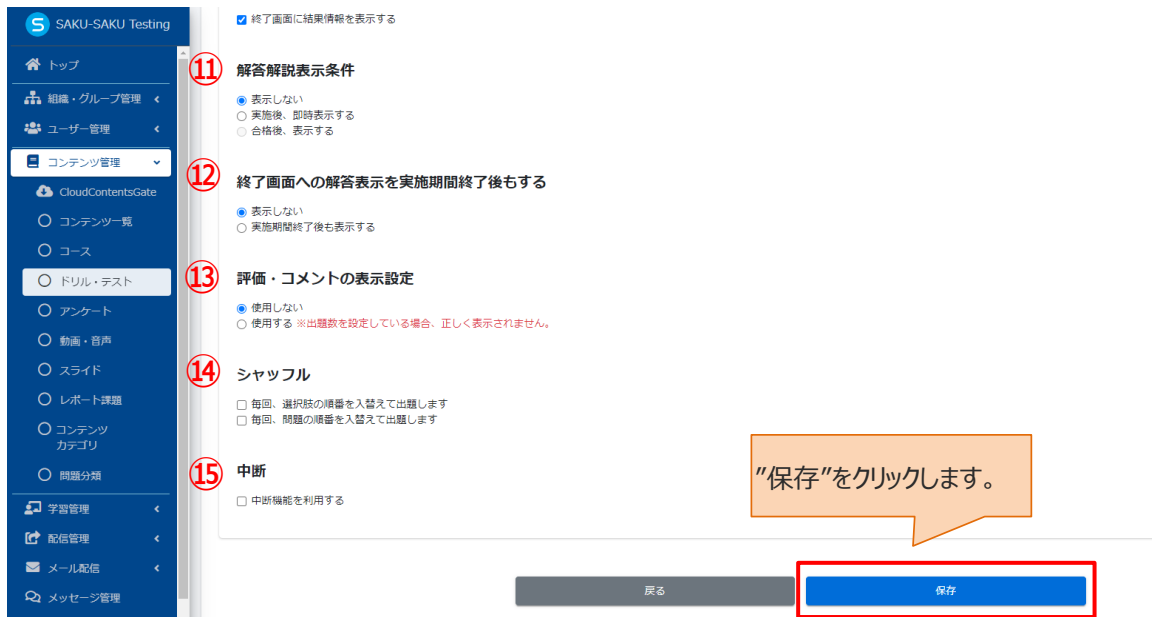 SAKU-SAKU Testing
トップ
組織・グループ管理
ユーザー管理
コンテンツ管理
CloudContentsGate
コンテンツ一覧
コース
ドリル・テスト
アンケート
動画・音声
スライド
レポート課題
コンテンツ
カテゴリ
問題分類
学習管理
配信管理
メール配信
メッセージ管理
終了画面に結果情報を表示する
⑪ 解答解説表示条件
表示しない
実施後、即時表示する
合格後、表示する
⑫ 終了画面への解答表示を実施期間終了後もする
表示しない
実施期間終了後も表示する
⑬ 評価・コメントの表示設定
使用しない
使用する ※出題数を設定している場合、正しく表示されません。
⑭ シャッフル
毎回、選択肢の順番を入替えて出題します
毎回、問題の順番を入替えて出題します
⑮ 中断
中断機能を利用する
"保存"をクリックします。
戻る
保存